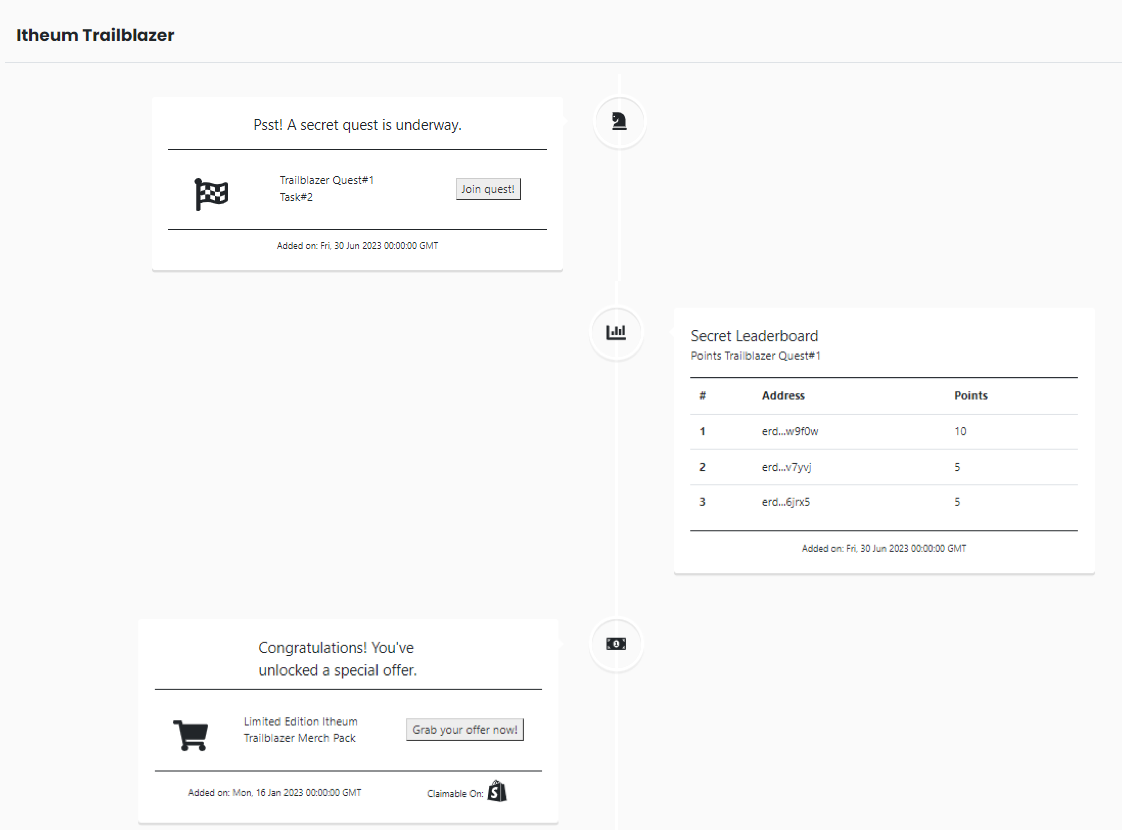 Itheum Trailblazer
Psst! A secret quest is underway.
Trailblazer Quest#1
Task#2
Join quest!
Added on: Fri, 30 Jun 2023 00:00:00 GMT
Secret Leaderboard
Points Trailblazer Quest#1
# Address Points
1 erd...w9f0w 10
2 erd...v7yvj 5
3 erd...6jrx5 5
Added on: Fri, 30 Jun 2023 00:00:00 GMT
Congratulations! You've
unlocked a special offer.
Limited Edition Itheum
Trailblazer Merch Pack
Grab your offer now!
Added on: Mon, 16 Jan 2023 00:00:00 GMT
Claimable On: